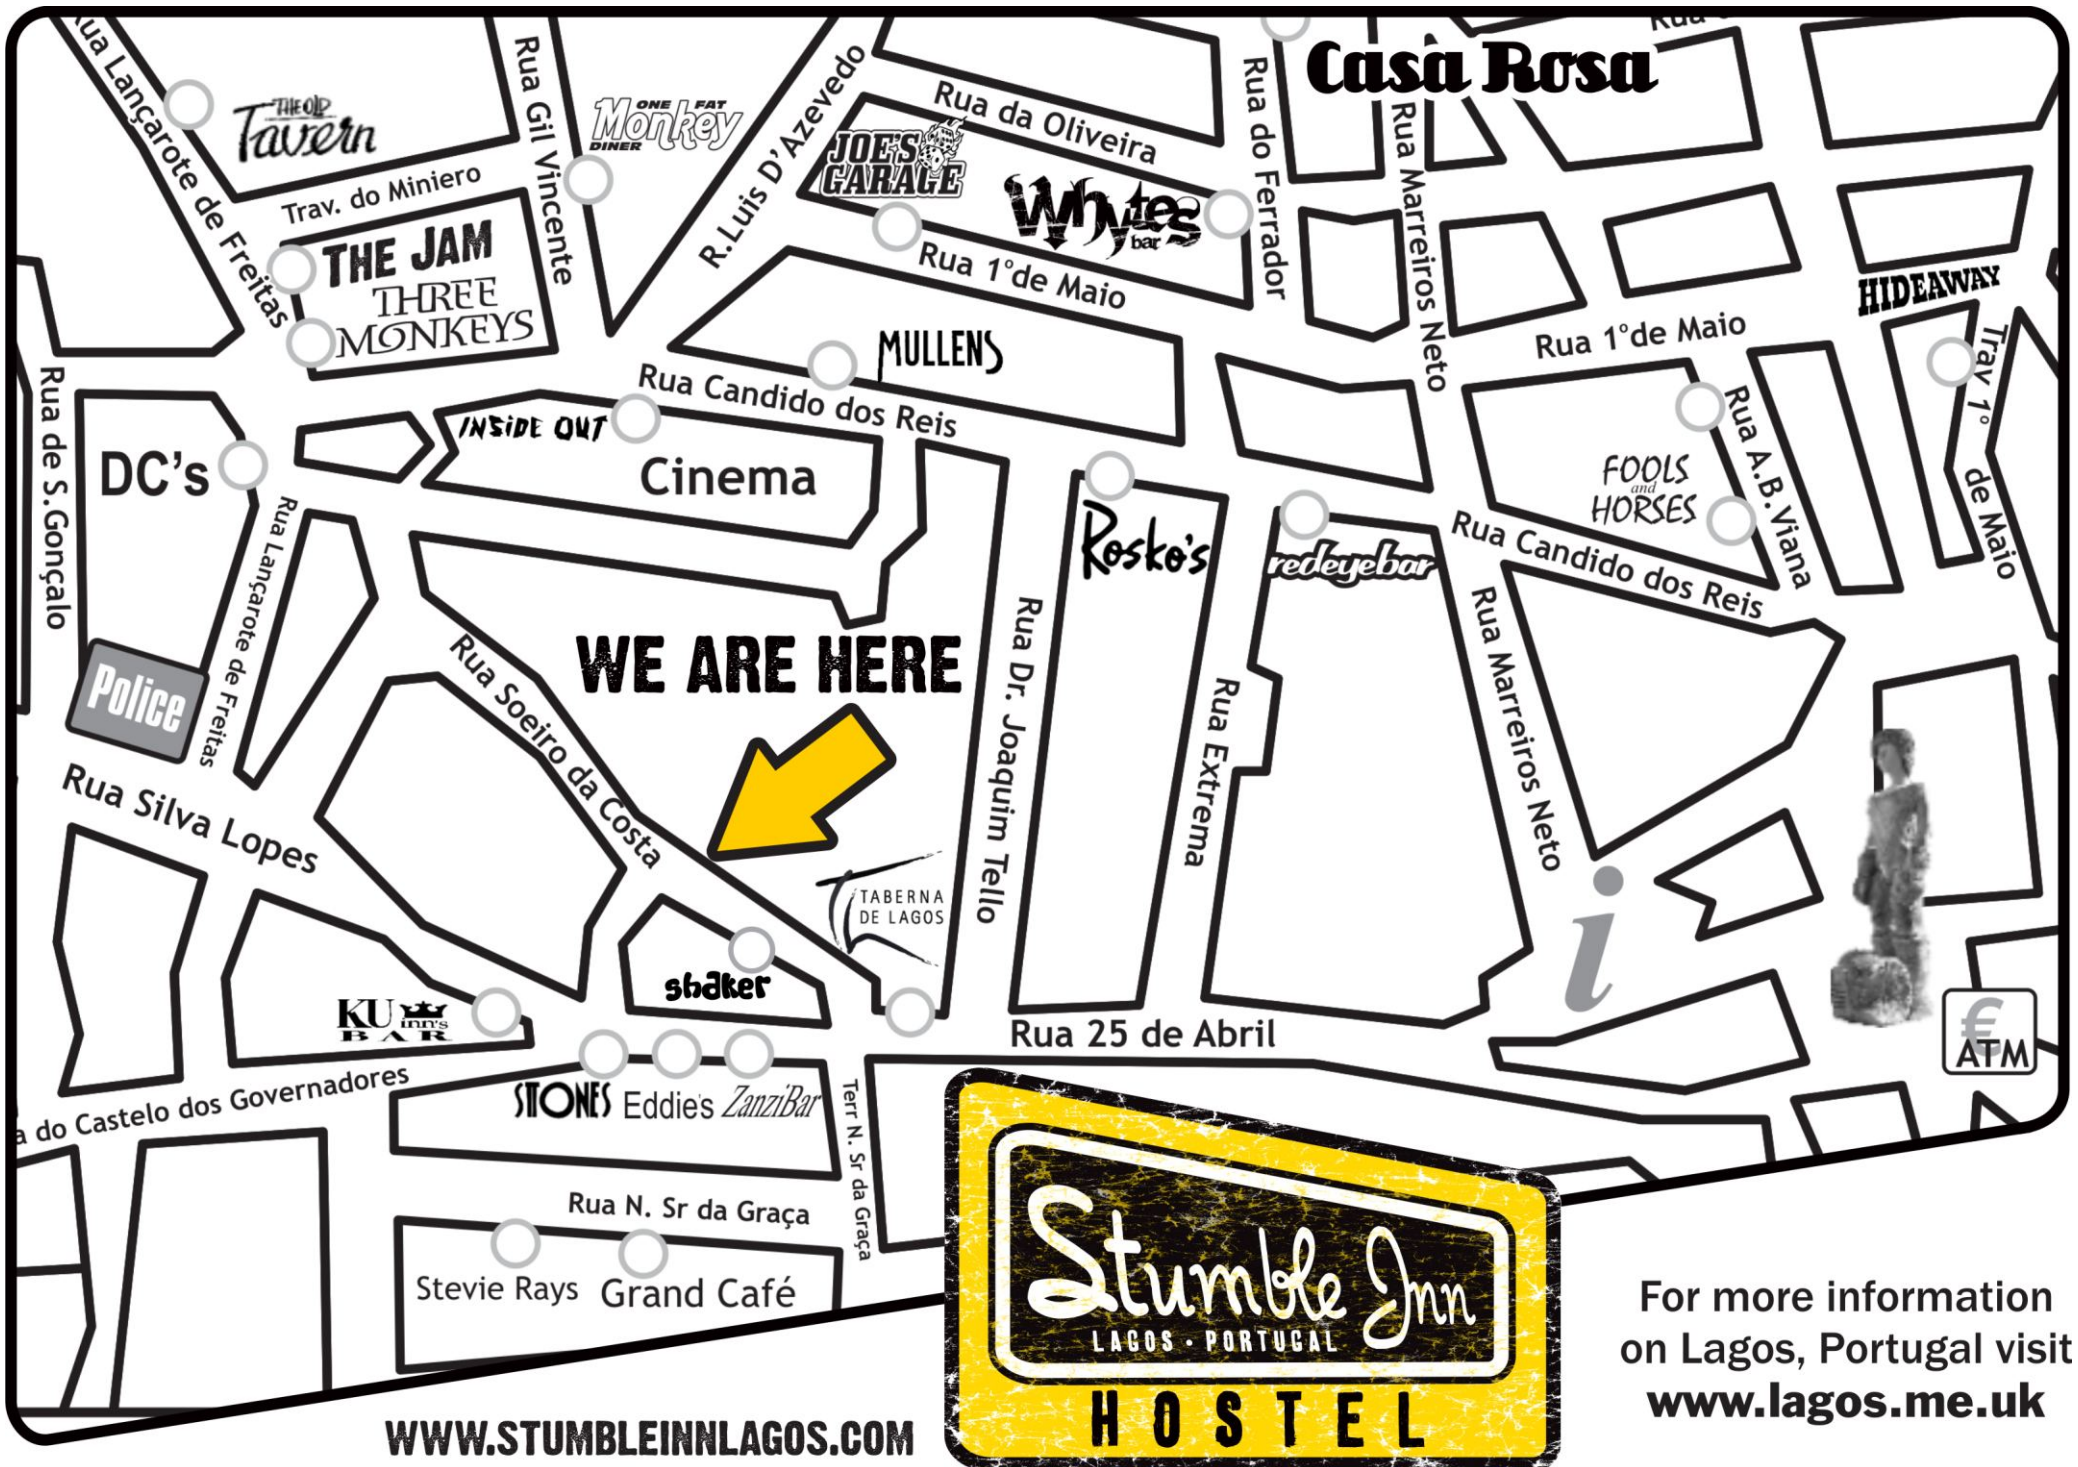 Rua Lançarote de Freitas
THE OLD
Tavern
Trav. do Miniero
Rua Gil Vincente
ONE FAT
Monkey
DINER
R.Luis D'Azevedo
JOE'S
GARAGE
Rua da Oliveira
Whytes
bar
Rua 1°de Maio
Rua do Ferrador
Casa Rosa
Rua
Rua Marreiros Neto
THE JAM
THREE
MONKEYS
HIDEAWAY
Rua 1°de Maio
Trav 1° de Maio
MULLENS
Rua Candido dos Reis
INSIDE OUT
Cinema
DC's
Rua de S.Gonçalo
Rua Lançarote de Freitas
Police
Rosko's
redeyebar
FOOLS
and
HORSES
Rua A.B.Viana
Rua Candido dos Reis
Rua Soeiro da Costa
WE ARE HERE
Rua Dr. Joaquim Tello
Rua Extrema
Rua Marreiros Neto
Rua Silva Lopes
TABERNA
DE LAGOS
shaker
i
KU inn's
BAR
Rua 25 de Abril
€
ATM
a do Castelo dos Governadores
STONES Eddie's ZanziBar
Terr N. Sr da Graça
Rua N. Sr da Graça
Stevie Rays Grand Café
Stumble Inn
LAGOS · PORTUGAL
HOSTEL
WWW.STUMBLEINNLAGOS.COM
For more information
on Lagos, Portugal visit
www.lagos.me.uk